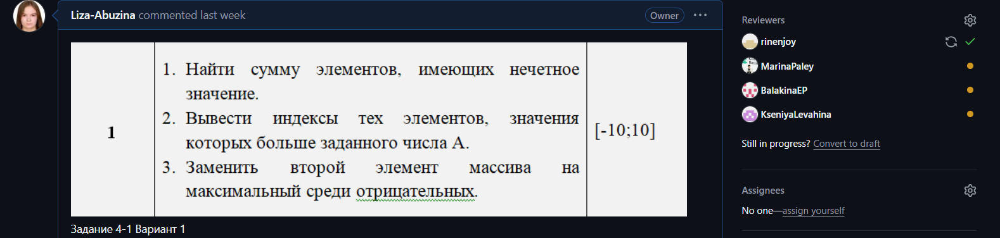 Liza-Abuzina commented last week
Owner
1
1. Найти сумму элементов, имеющих нечетное
значение.
2. Вывести индексы тех элементов, значения
которых больше заданного числа А.
3. Заменить второй элемент массива на
максимальный среди отрицательных.
[-10;10]
Задание 4-1 Вариант 1
Reviewers
rinenjoy
MarinaPaley
BalakinaEP
KseniyaLevahina
Still in progress? Convert to draft
Assignees
No one—assign yourself